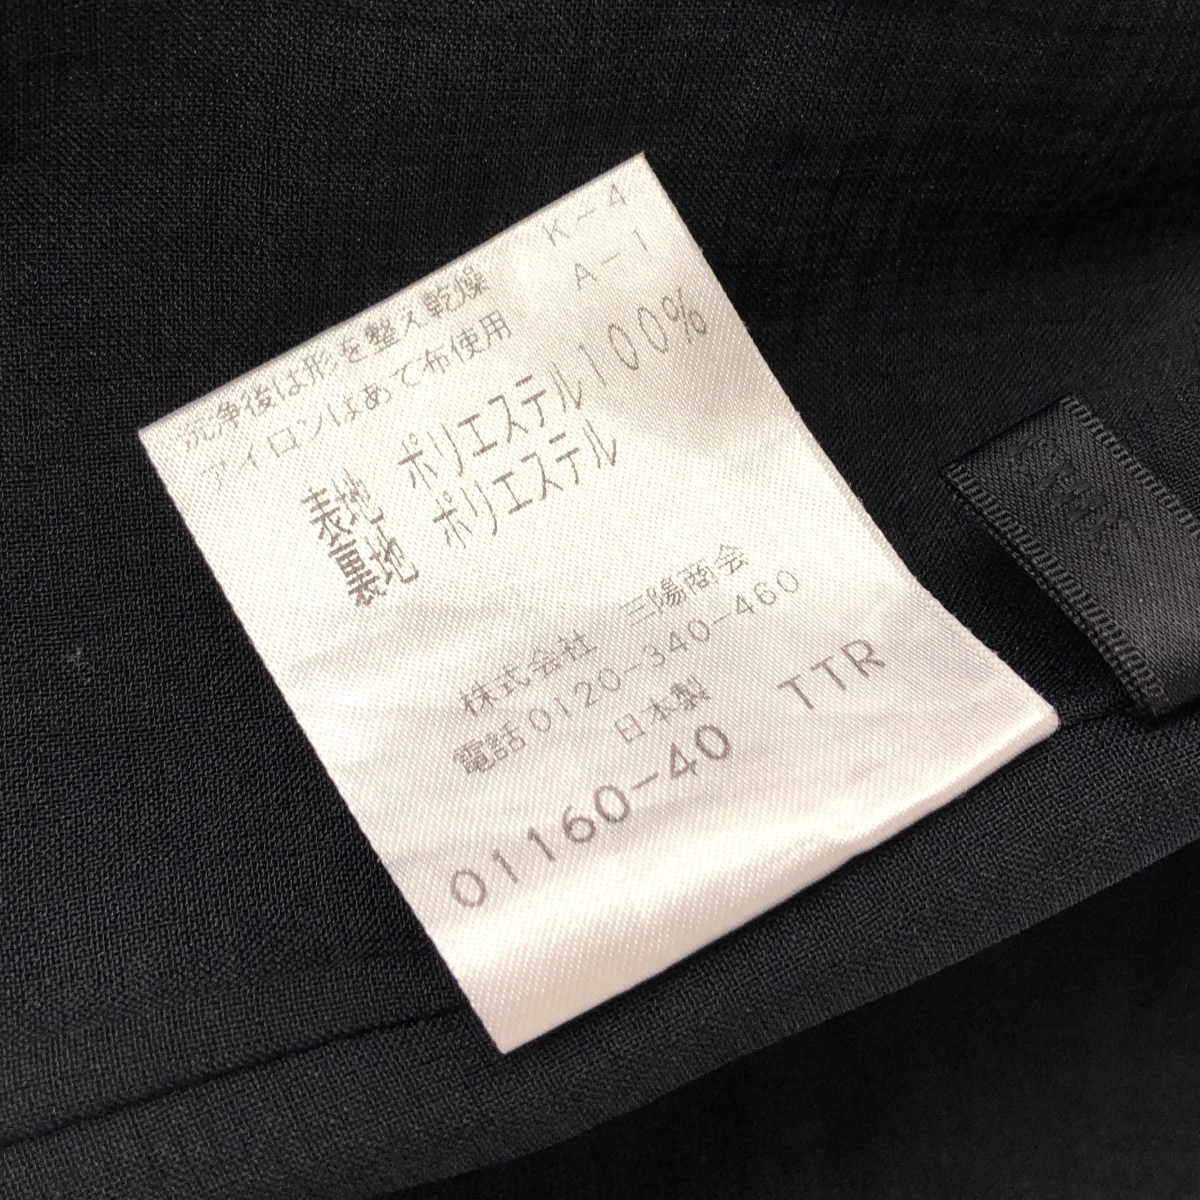 K-4
A-1
洗浄後は形を整え乾燥
アイロンはあて布使用
表地 ポリエステル100%
裏地 ポリエステル
株式会社 三陽商会
電話0120-340-460
日本製
01160-40 TTR